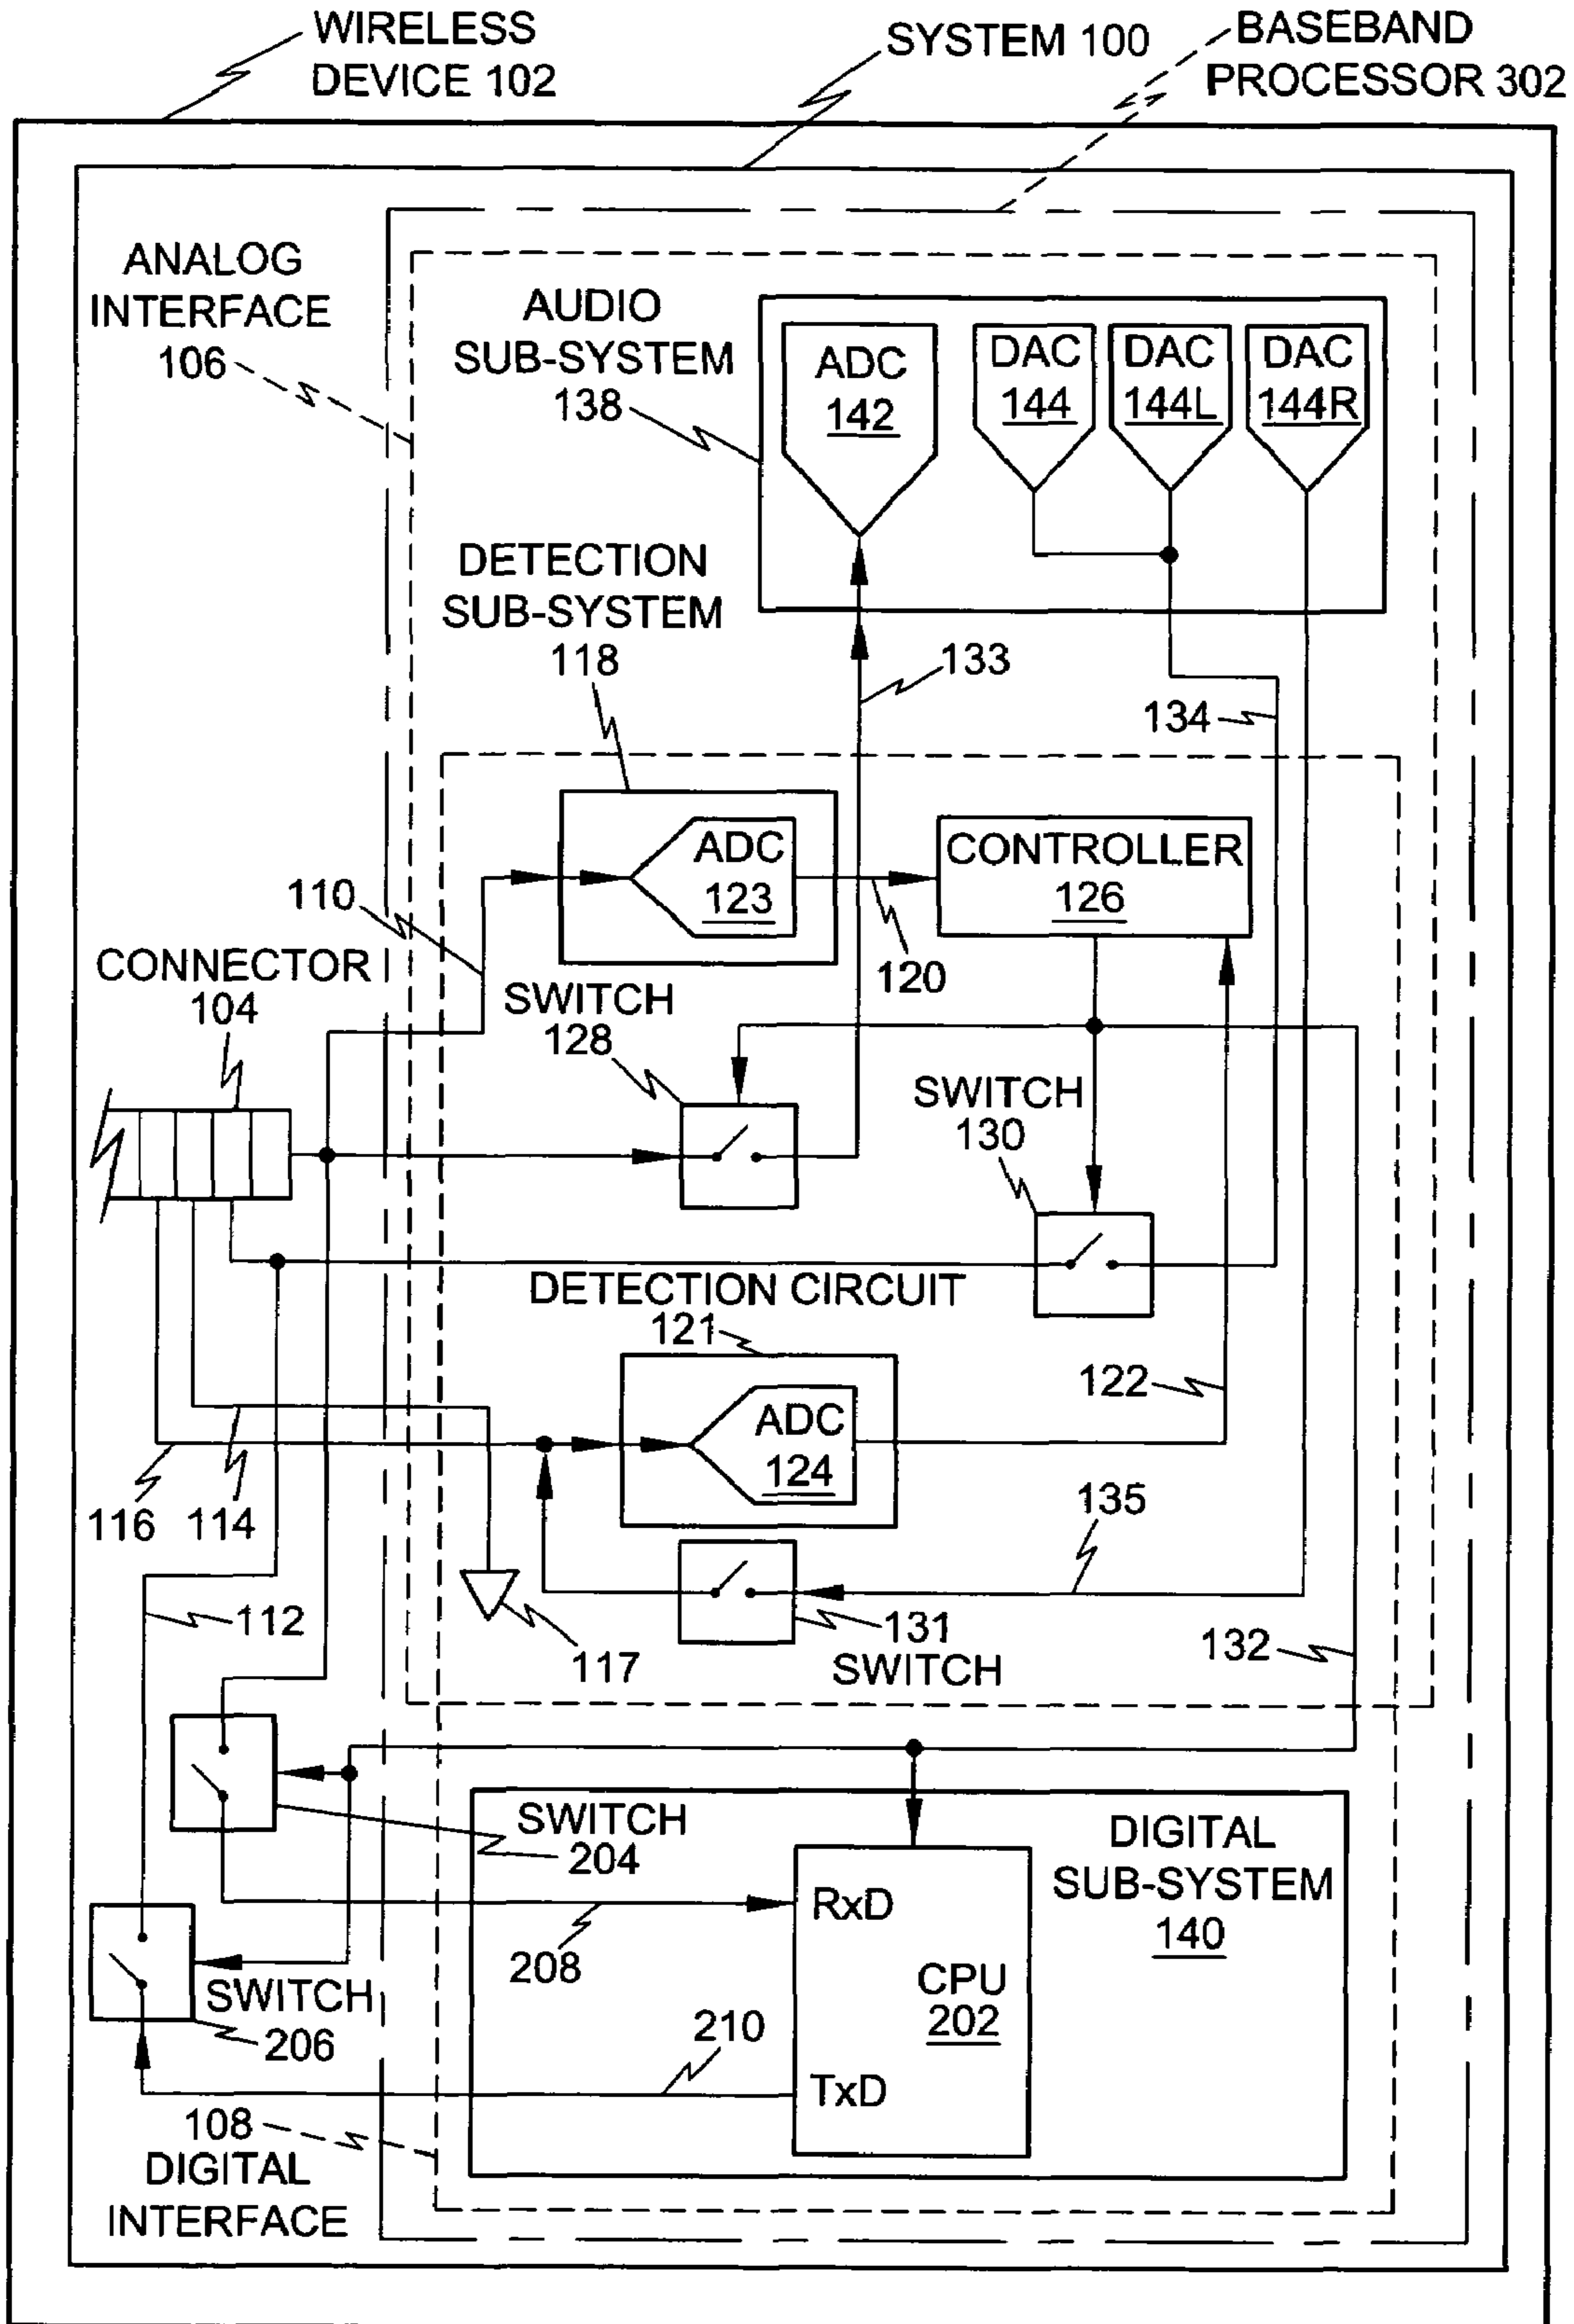 WIRELESS
DEVICE 102
SYSTEM 100
BASEBAND
PROCESSOR 302
ANALOG
INTERFACE
106
AUDIO
SUB-SYSTEM
138
ADC
142
DAC
144
DAC
144L
DAC
144R
DETECTION
SUB-SYSTEM
118
133
134
ADC
123
CONTROLLER
126
110
120
CONNECTOR
104
SWITCH
128
SWITCH
130
DETECTION CIRCUIT
121
122
ADC
124
116
114
135
112
117
131
SWITCH
132
SWITCH
204
DIGITAL
SUB-SYSTEM
140
RxD
208
CPU
202
SWITCH
206
210
TxD
108
DIGITAL
INTERFACE